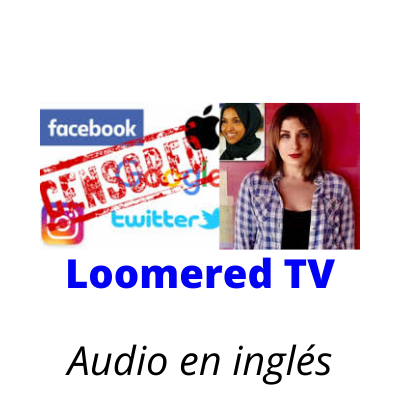 facebook
CENSORED
Google
twitter
Loomered TV
Audio en inglés